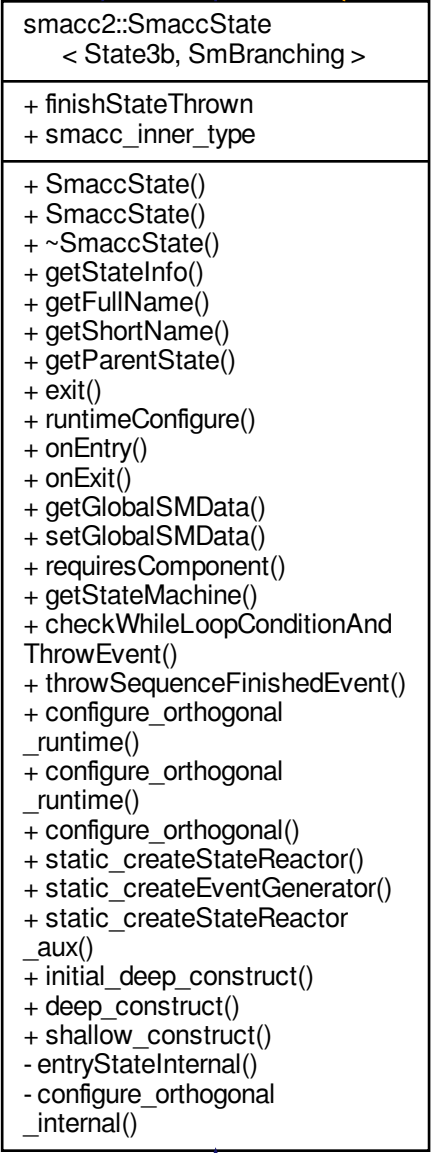 smacc2::SmaccState
< State3b, SmBranching >
+ finishStateThrown
+ smacc_inner_type
+ SmaccState()
+ SmaccState()
+ ~SmaccState()
+ getStateInfo()
+ getFullName()
+ getShortName()
+ getParentState()
+ exit()
+ runtimeConfigure()
+ onEntry()
+ onExit()
+ getGlobalSMData()
+ setGlobalSMData()
+ requiresComponent()
+ getStateMachine()
+ checkWhileLoopConditionAnd
ThrowEvent()
+ throwSequenceFinishedEvent()
+ configure_orthogonal
_runtime()
+ configure_orthogonal
_runtime()
+ configure_orthogonal()
+ static_createStateReactor()
+ static_createEventGenerator()
+ static_createStateReactor
_aux()
+ initial_deep_construct()
+ deep_construct()
+ shallow_construct()
- entryStateInternal()
- configure_orthogonal
_internal()